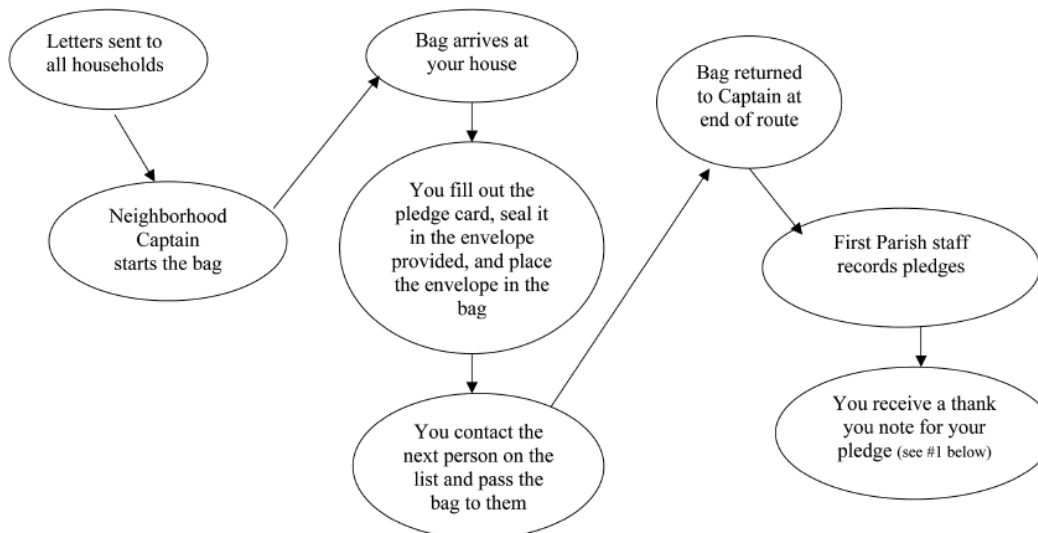 Letters sent to
all households
Neighborhood
Captain
starts the bag
Bag arrives at
your house
You fill out the
pledge card, seal it
in the envelope
provided, and place
the envelope in the
bag
You contact the
next person on the
list and pass the
bag to them
Bag returned
to Captain at
end of route
First Parish staff
records pledges
You receive a thank
you note for your
pledge (see #1 below)